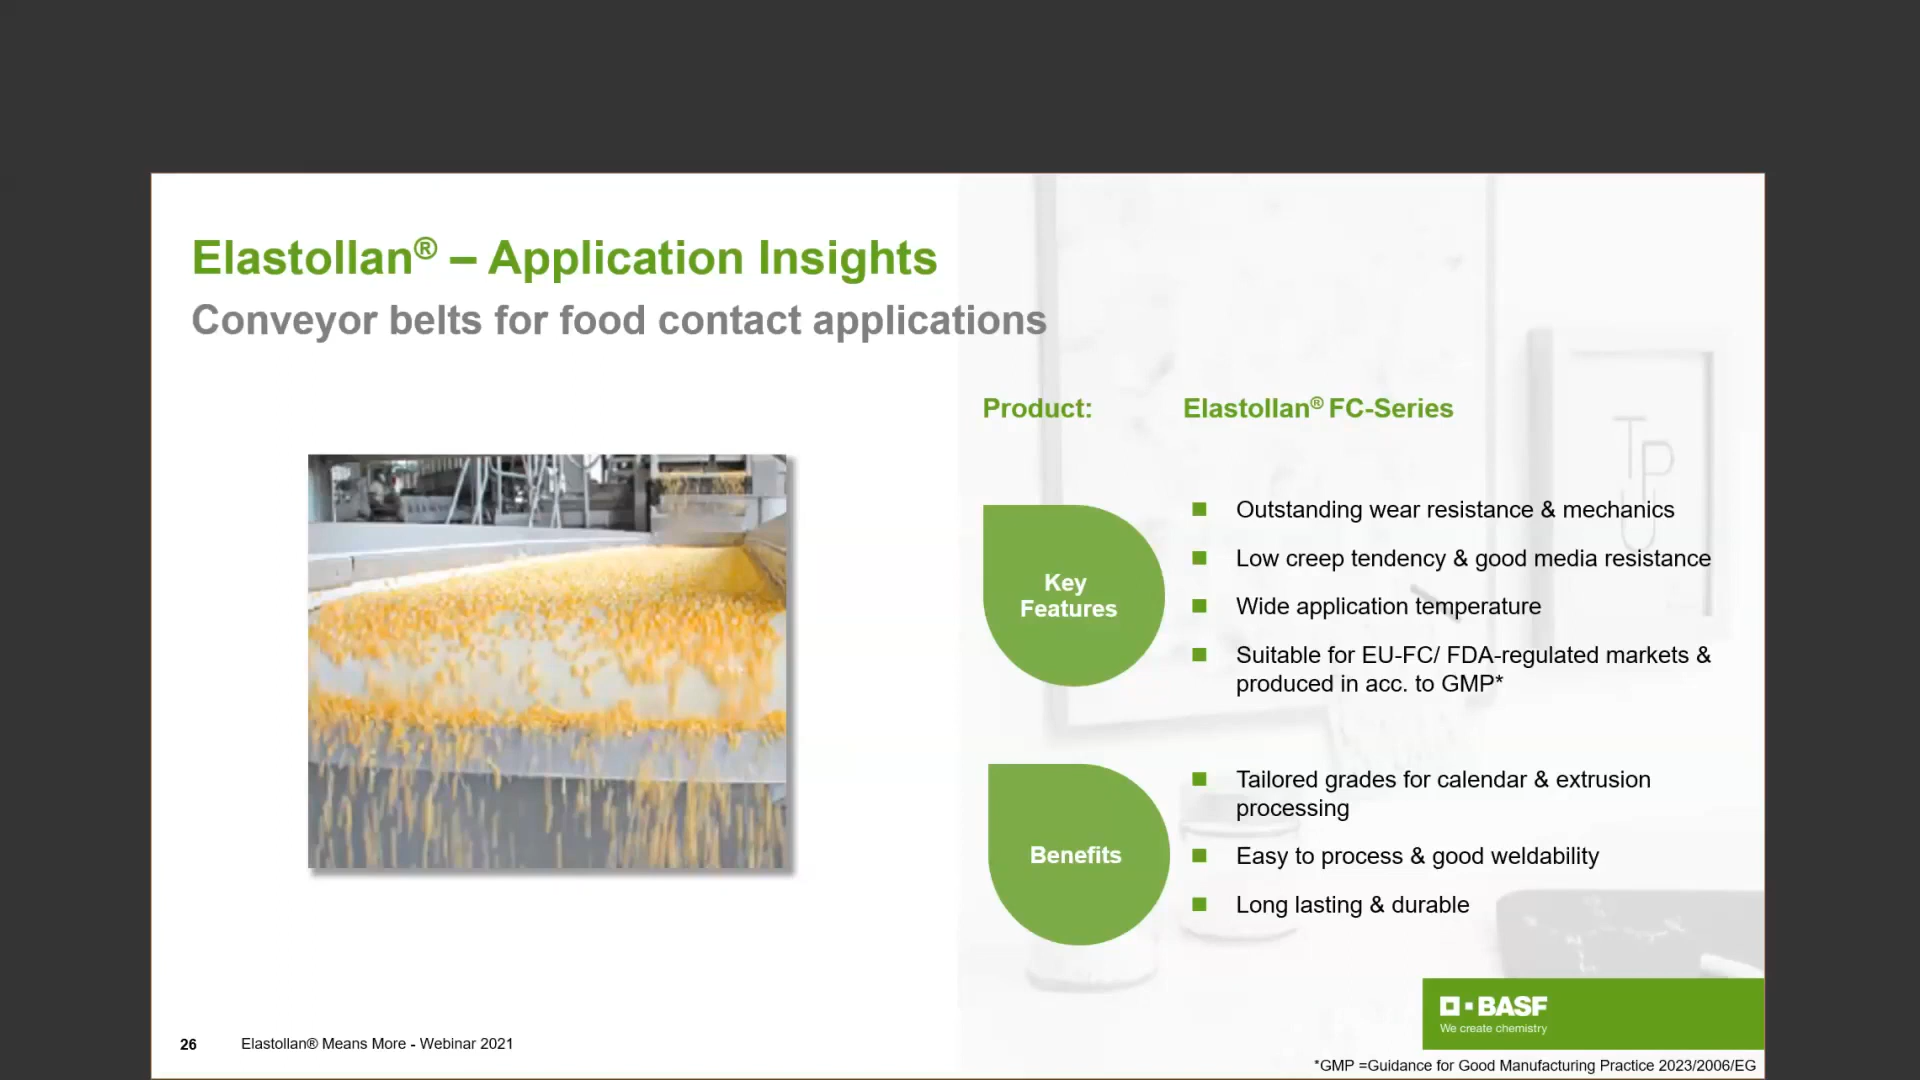 Elastollan® – Application Insights
Conveyor belts for food contact applications
Product: Elastollan® FC-Series
Key
Features
Outstanding wear resistance & mechanics
Low creep tendency & good media resistance
Wide application temperature
Suitable for EU-FC/ FDA-regulated markets &
produced in acc. to GMP*
Benefits
Tailored grades for calendar & extrusion
processing
Easy to process & good weldability
Long lasting & durable
TPU
BASF
We create chemistry
26 Elastollan® Means More - Webinar 2021
*GMP =Guidance for Good Manufacturing Practice 2023/2006/EG